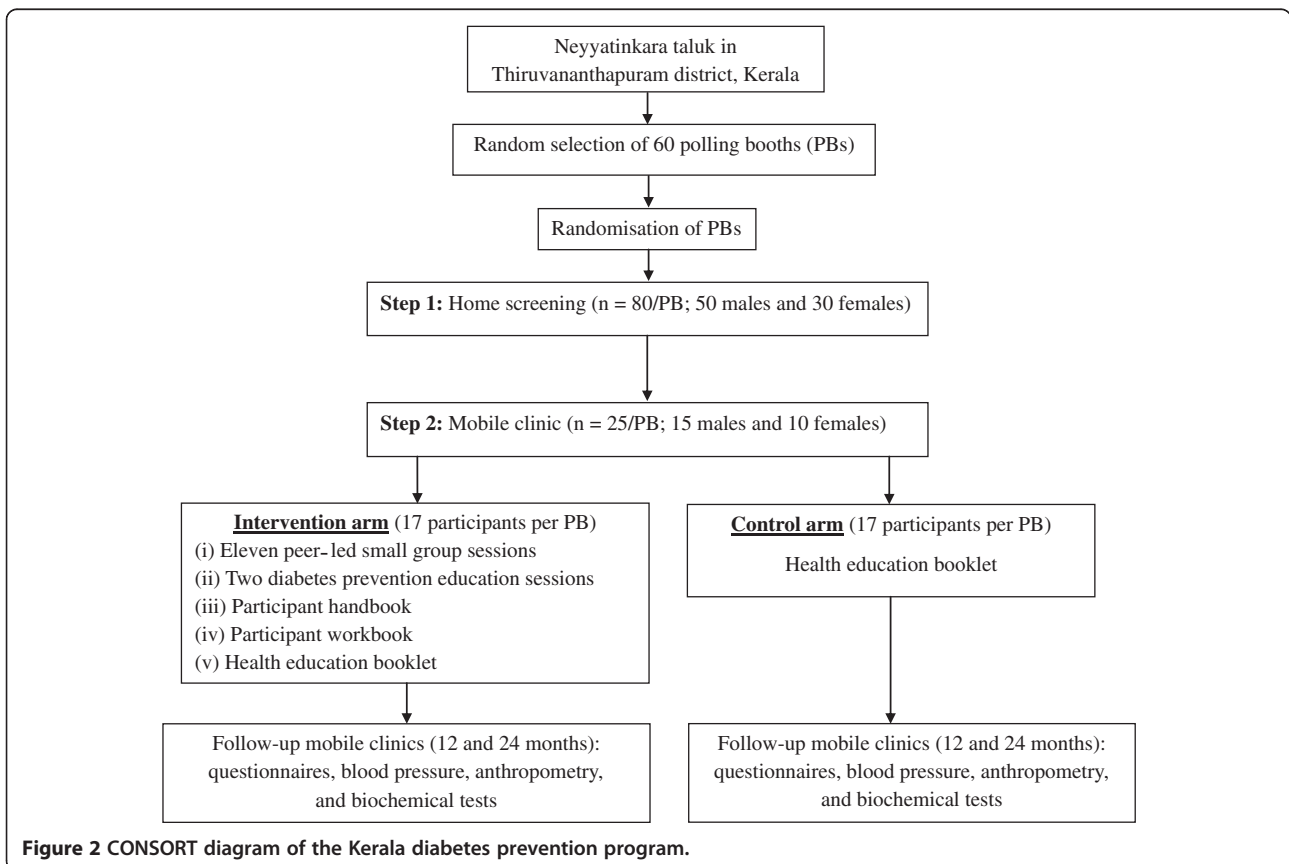 Neyyatinkara taluk in
Thiruvananthapuram district, Kerala
Random selection of 60 polling booths (PBs)
Randomisation of PBs
Step 1: Home screening (n = 80/PB; 50 males and 30 females)
Step 2: Mobile clinic (n = 25/PB; 15 males and 10 females)
Intervention arm (17 participants per PB)
(i) Eleven peer-led small group sessions
(ii) Two diabetes prevention education sessions
(iii) Participant handbook
(iv) Participant workbook
(v) Health education booklet
Control arm (17 participants per PB)
Health education booklet
Follow-up mobile clinics (12 and 24 months):
questionnaires, blood pressure, anthropometry,
and biochemical tests
Follow-up mobile clinics (12 and 24 months):
questionnaires, blood pressure, anthropometry,
and biochemical tests
Figure 2 CONSORT diagram of the Kerala diabetes prevention program.